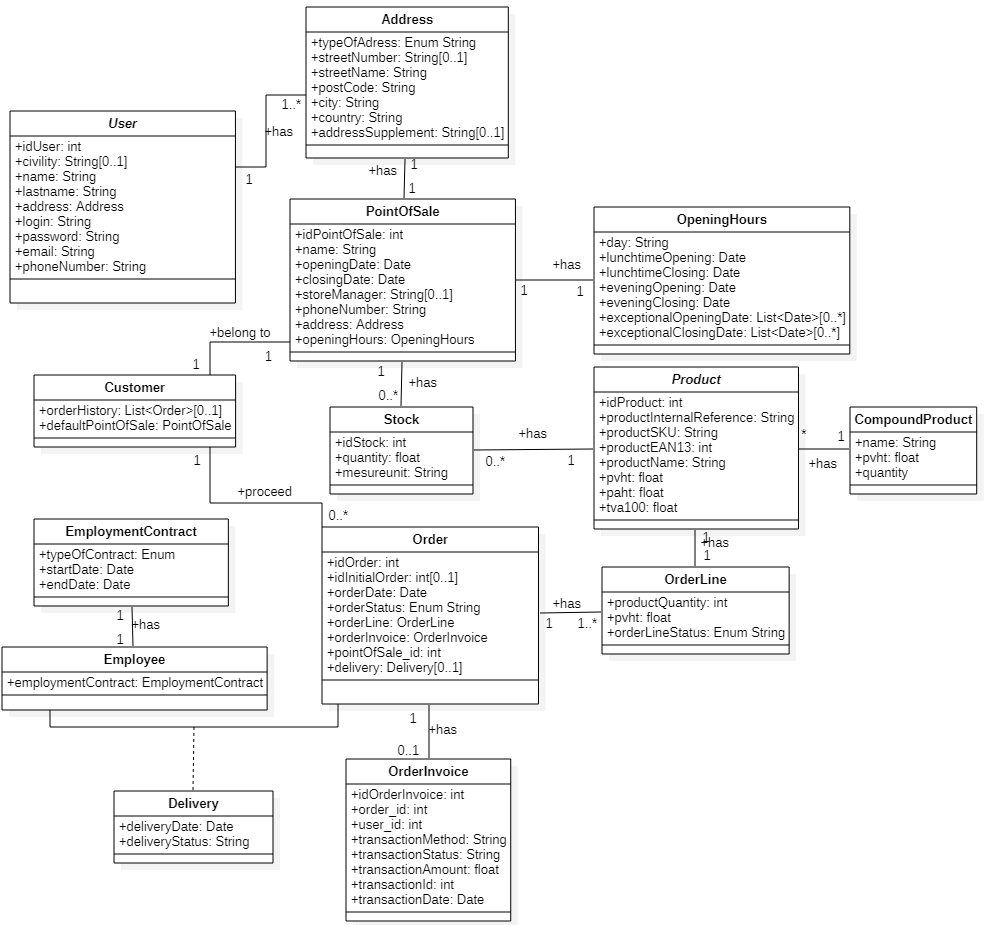 Address
+typeOfAdress: Enum String
+streetNumber: String[0..1]
+streetName: String
+postCode: String
+city: String
+country: String
+addressSupplement: String[0..1]
1..*
+has
1
User
+idUser: int
+civility: String[0..1]
+name: String
+lastname: String
+address: Address
+login: String
+password: String
+email: String
+phoneNumber: String
+has
1
1
PointOfSale
+idPointOfSale: int
+name: String
+openingDate: Date
+closingDate: Date
+storeManager: String[0..1]
+phoneNumber: String
+address: Address
+openingHours: OpeningHours
+has
1
1
OpeningHours
+day: String
+lunchtimeOpening: Date
+lunchtimeClosing: Date
+eveningOpening: Date
+eveningClosing: Date
+exceptionalOpeningDate: List<Date>[0..*]
+exceptionalClosingDate: List<Date>[0..*]
+belong to
1
1
Customer
+orderHistory: List<Order>[0..1]
+defaultPointOfSale: PointOfSale
1
+has
0..*
Stock
+idStock: int
+quantity: float
+mesureunit: String
+has
0..*
1
Product
+idProduct: int
+productInternalReference: String
+productSKU: String
+productEAN13: int
+productName: String
+pvht: float
+paht: float
+tva100: float
*
1
+has
CompoundProduct
+name: String
+pvht: float
+quantity
1
+proceed
0..*
EmploymentContract
+typeOfContract: Enum
+startDate: Date
+endDate: Date
Order
+idOrder: int
+idInitialOrder: int[0..1]
+orderDate: Date
+orderStatus: Enum String
+orderLine: OrderLine
+orderInvoice: OrderInvoice
+pointOfSale_id: int
+delivery: Delivery[0..1]
1
+has
1
OrderLine
+productQuantity: int
+pvht: float
+orderLineStatus: Enum String
+has
1
1..*
1
+has
1
Employee
+employmentContract: EmploymentContract
1
+has
0..1
OrderInvoice
+idOrderInvoice: int
+order_id: int
+user_id: int
+transactionMethod: String
+transactionStatus: String
+transactionAmount: float
+transactionId: int
+transactionDate: Date
Delivery
+deliveryDate: Date
+deliveryStatus: String